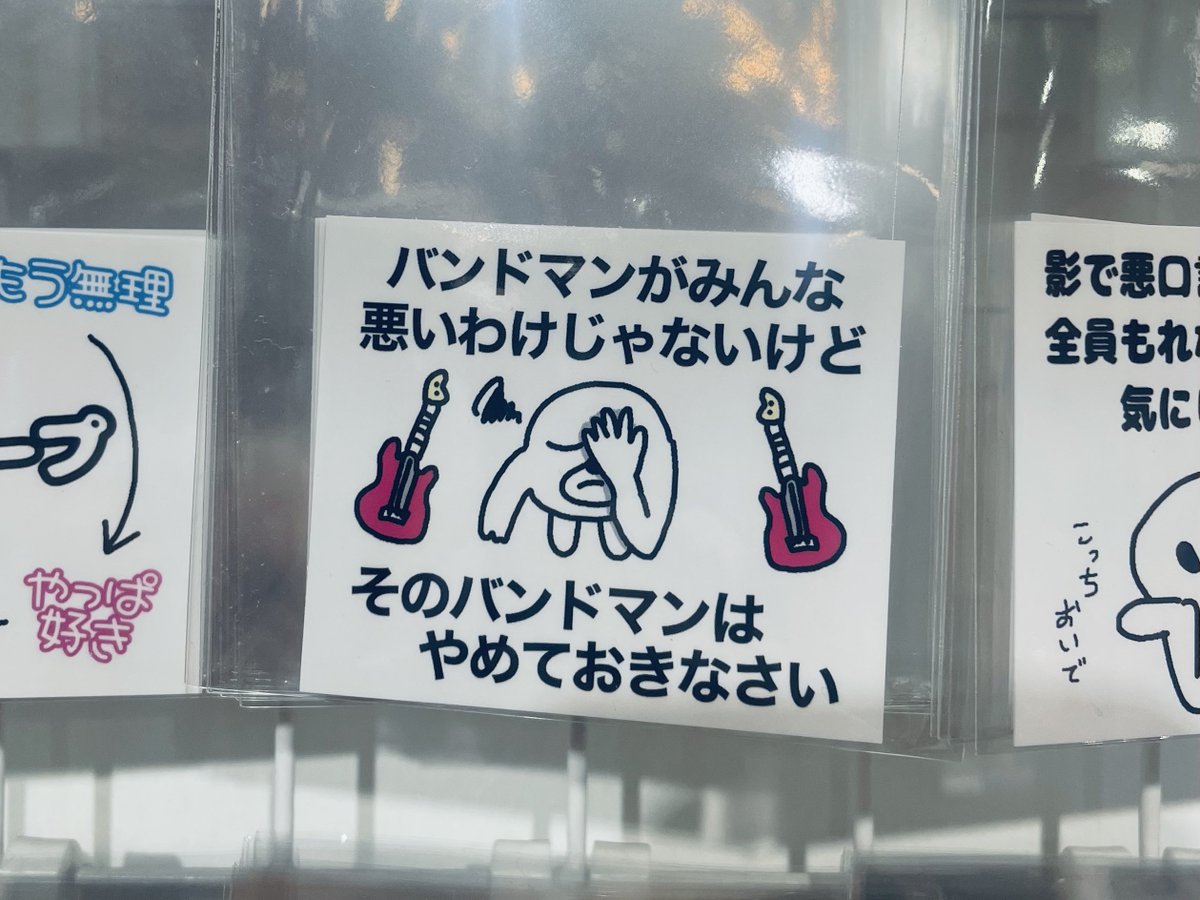 バンドマンがみんな
悪いわけじゃないけど
そのバンドマンは
やめておきなさい
う無理
やっぱ
好き
影で悪口
全員もれ
気に
こっち
おいで